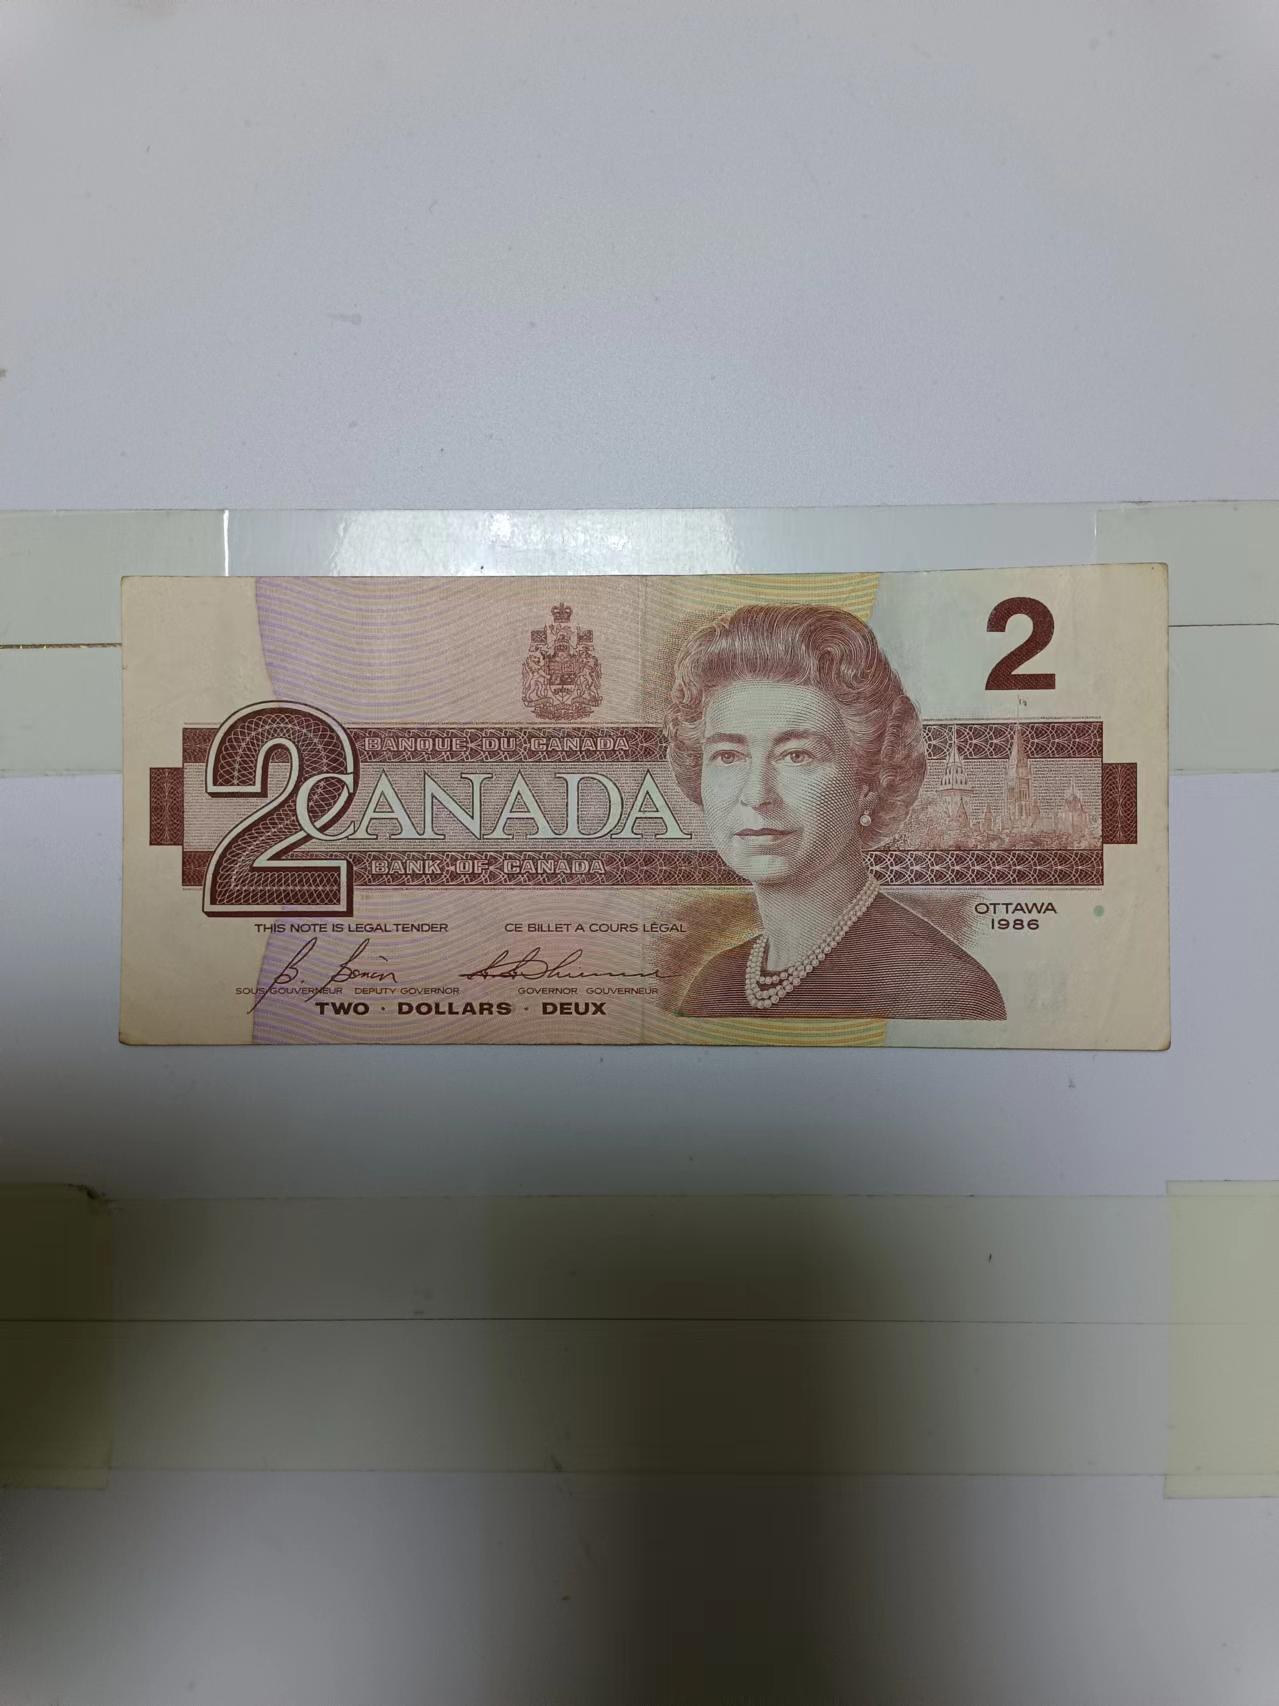 2
BANQUE DU CANADA
2 CANADA
BANK OF CANADA
OTTAWA
1986
THIS NOTE IS LEGAL TENDER CE BILLET A COURS LÉGAL
B. Bonin
SOUS-GOUVERNEUR DEPUTY GOVERNOR GOVERNOR GOUVERNEUR
TWO · DOLLARS · DEUX